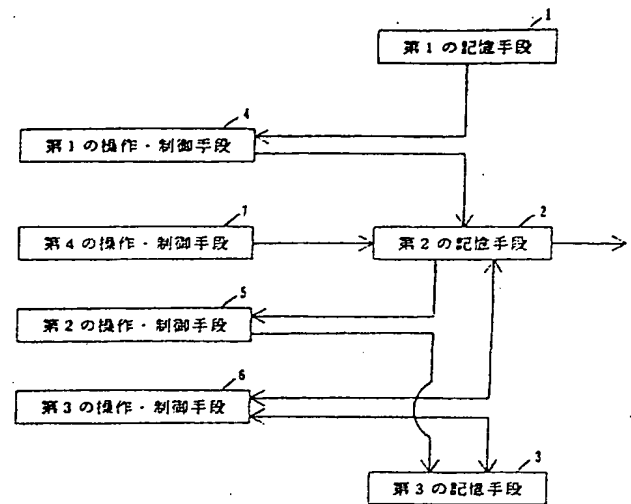 1
第1の記憶手段
4
第1の操作・制御手段
7
第4の操作・制御手段
2
第2の記憶手段
5
第2の操作・制御手段
6
第3の操作・制御手段
3
第3の記憶手段